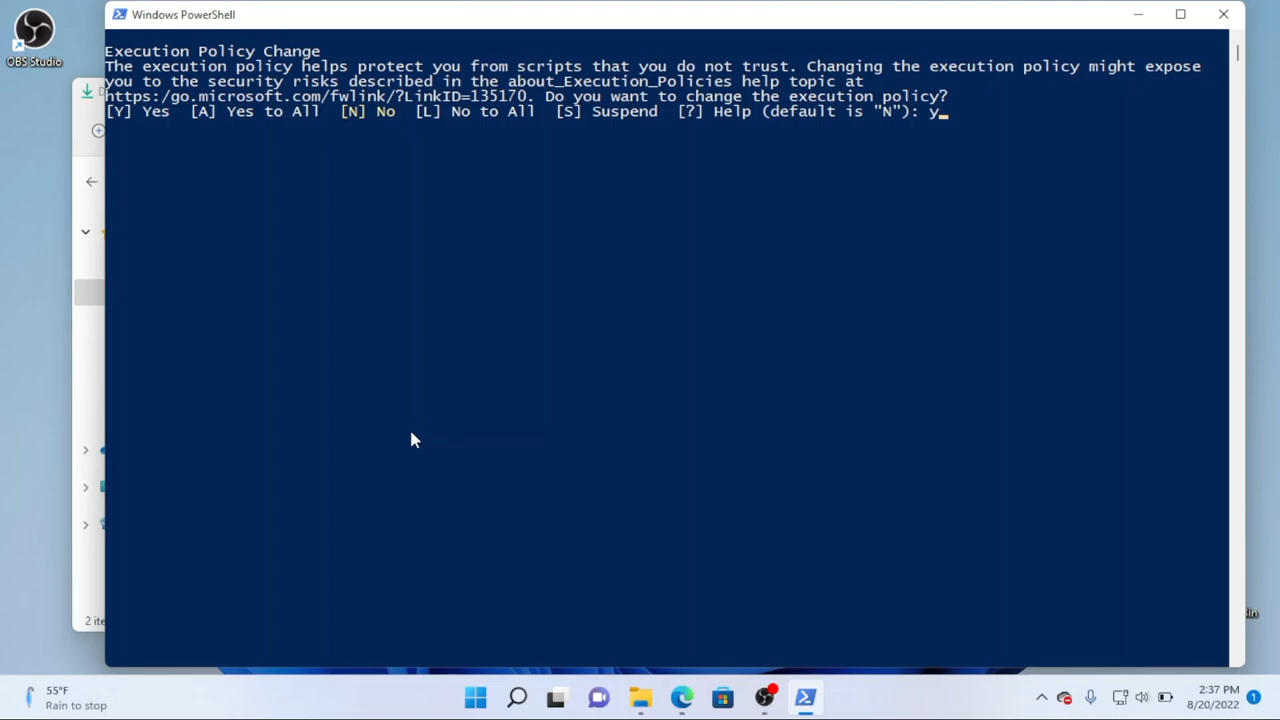 OBS Studio
Windows PowerShell
Execution Policy Change
The execution policy helps protect you from scripts that you do not trust. Changing the execution policy might expose
you to the security risks described in the about_Execution_Policies help topic at
https:/go.microsoft.com/fwlink/?LinkID=135170. Do you want to change the execution policy?
[Y] Yes  [A] Yes to All  [N] No  [L] No to All  [S] Suspend  [?] Help (default is "N"): y
2 ite
55°F
Rain to stop
2:37 PM
8/20/2022
1